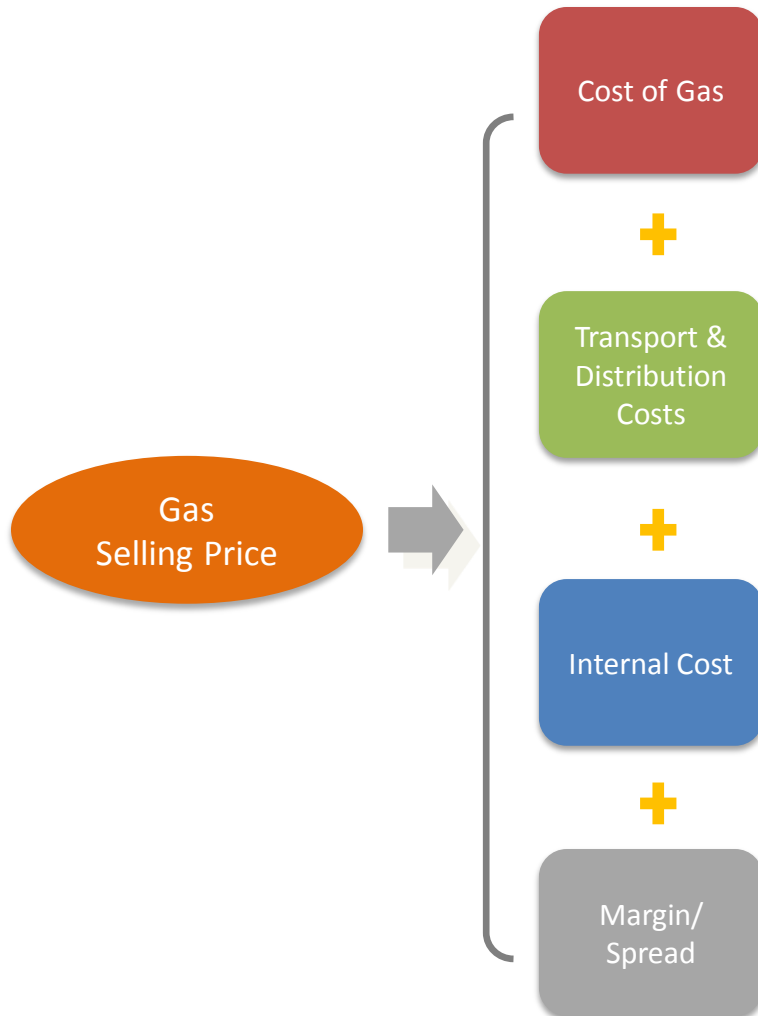 Cost of Gas
Transport &
Distribution
Costs
Gas
Selling Price
Internal Cost
Margin/
Spread